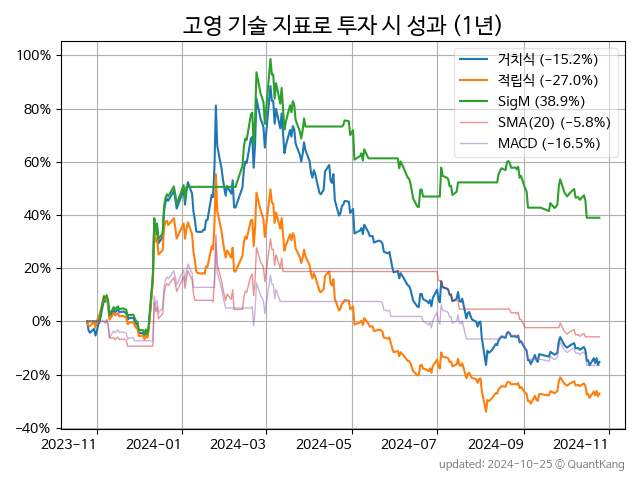 고영 기술 지표로 투자 시 성과 (1년)
거치식 (−15.2%)
적립식 (−27.0%)
SigM (38.9%)
SMA(20) (−5.8%)
MACD (−16.5%)
100%
80%
60%
40%
20%
0%
−20%
−40%
2023−11 2024−01 2024−03 2024−05 2024−07 2024−09 2024−11
updated: 2024-10-25 © QuantKang